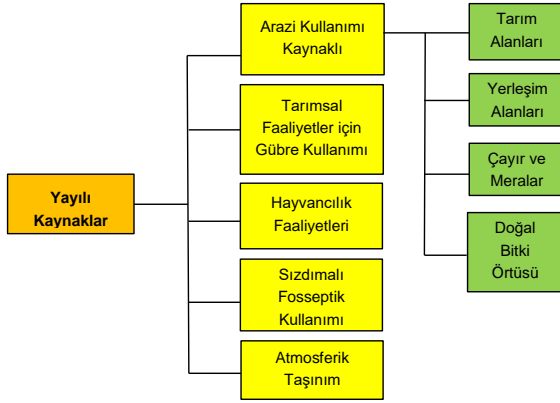 Yayılı
Kaynaklar
Arazi Kullanımı
Kaynaklı
Tarımsal
Faaliyetler için
Gübre Kullanımı
Hayvancılık
Faaliyetleri
Sızdımalı
Fosseptik
Kullanımı
Atmosferik
Taşınım
Tarım
Alanları
Yerleşim
Alanları
Çayır ve
Meralar
Doğal
Bitki
Örtüsü